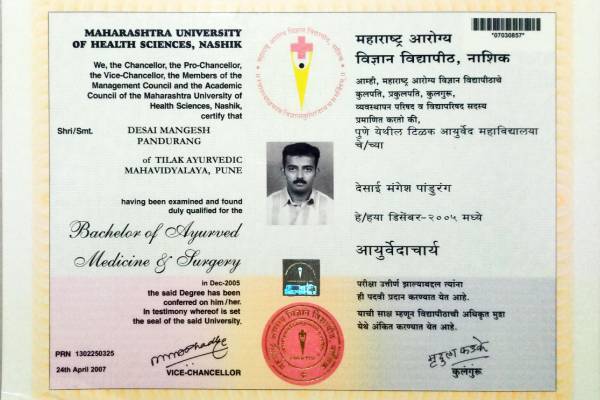 MAHARASHTRA UNIVERSITY
OF HEALTH SCIENCES, NASHIK
We, the Chancellor, the Pro-Chancellor,
the Vice-Chancellor, the Members of the
Management Council and the Academic
Council of the Maharashtra University of
Health Sciences, Nashik,
certify that
Shri/Smt. DESAI MANGESH
PANDURANG
of TILAK AYURVEDIC
MAHAVIDYALAYA, PUNE
having been examined and found
duly qualified for the
Bachelor of Ayurved
Medicine & Surgery
in Dec-2005
the said Degree has been
conferred on him/her.
In testimony whereof is set
the seal of the said University.
PRN 1302250325
24th April 2007
VICE-CHANCELLOR
*07030857*
महाराष्ट्र आरोग्य
विज्ञान विद्यापीठ, नाशिक
आम्ही, महाराष्ट्र आरोग्य विज्ञान विद्यापीठाचे
कुलपति, प्रकुलपति, कुलगुरू,
व्यवस्थापन परिषद व विद्यापरिषद सदस्य
प्रमाणित करतो की,
पुणे येथील टिळक आयुर्वेद महाविद्यालया
चे/च्या
देसाई मंगेश पांडुरंग
हे/हया डिसेंबर-२००५ मध्ये
आयुर्वेदाचार्य
परीक्षा उत्तीर्ण झाल्याबद्दल त्यांना
ही पदवी प्रदान करण्यात येत आहे.
याची साक्ष म्हणून विद्यापीठाची अधिकृत मुद्रा
येथे अंकित करण्यात येत आहे.
मृदुला फडके
कुलगुरू